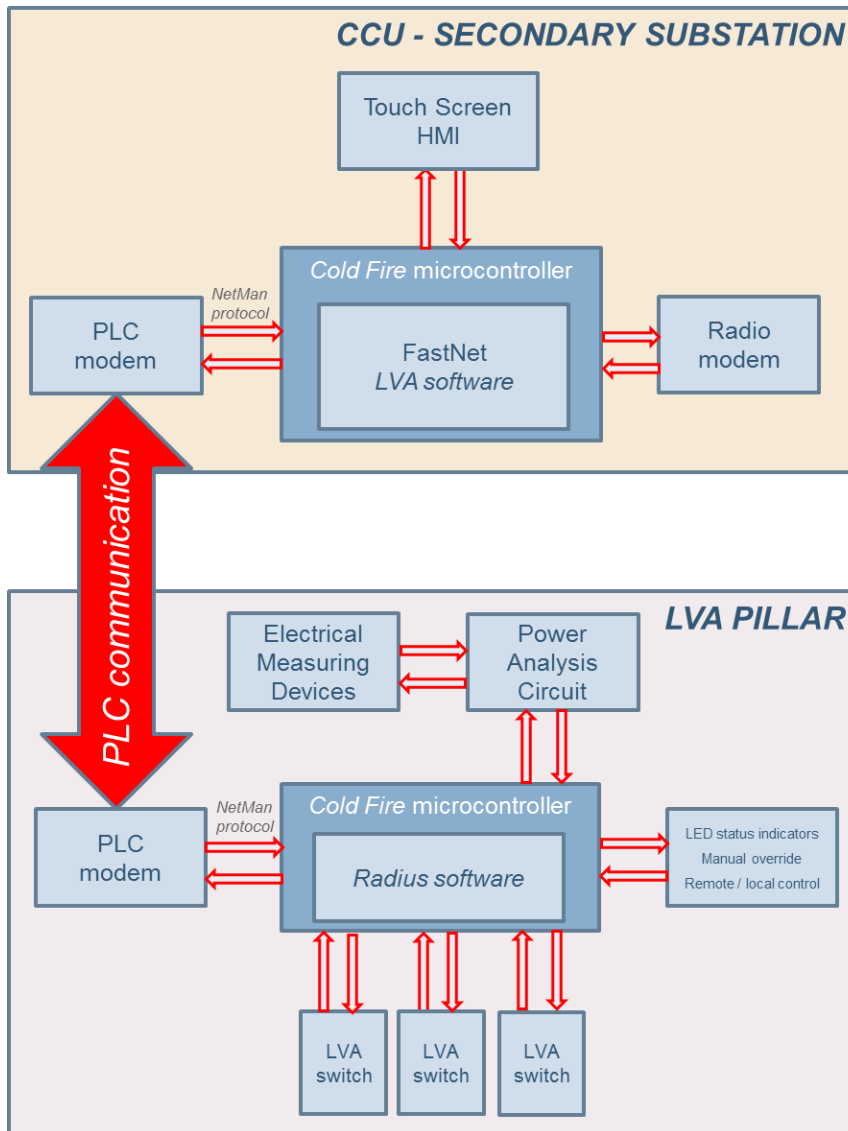 CCU - SECONDARY SUBSTATION
Touch Screen
HMI
Cold Fire microcontroller
NetMan
protocol
PLC
modem
FastNet
LVA software
Radio
modem
PLC communication
LVA PILLAR
Electrical
Measuring
Devices
Power
Analysis
Circuit
Cold Fire microcontroller
NetMan
protocol
PLC
modem
Radius software
LED status indicators
Manual override
Remote / local control
LVA
switch
LVA
switch
LVA
switch